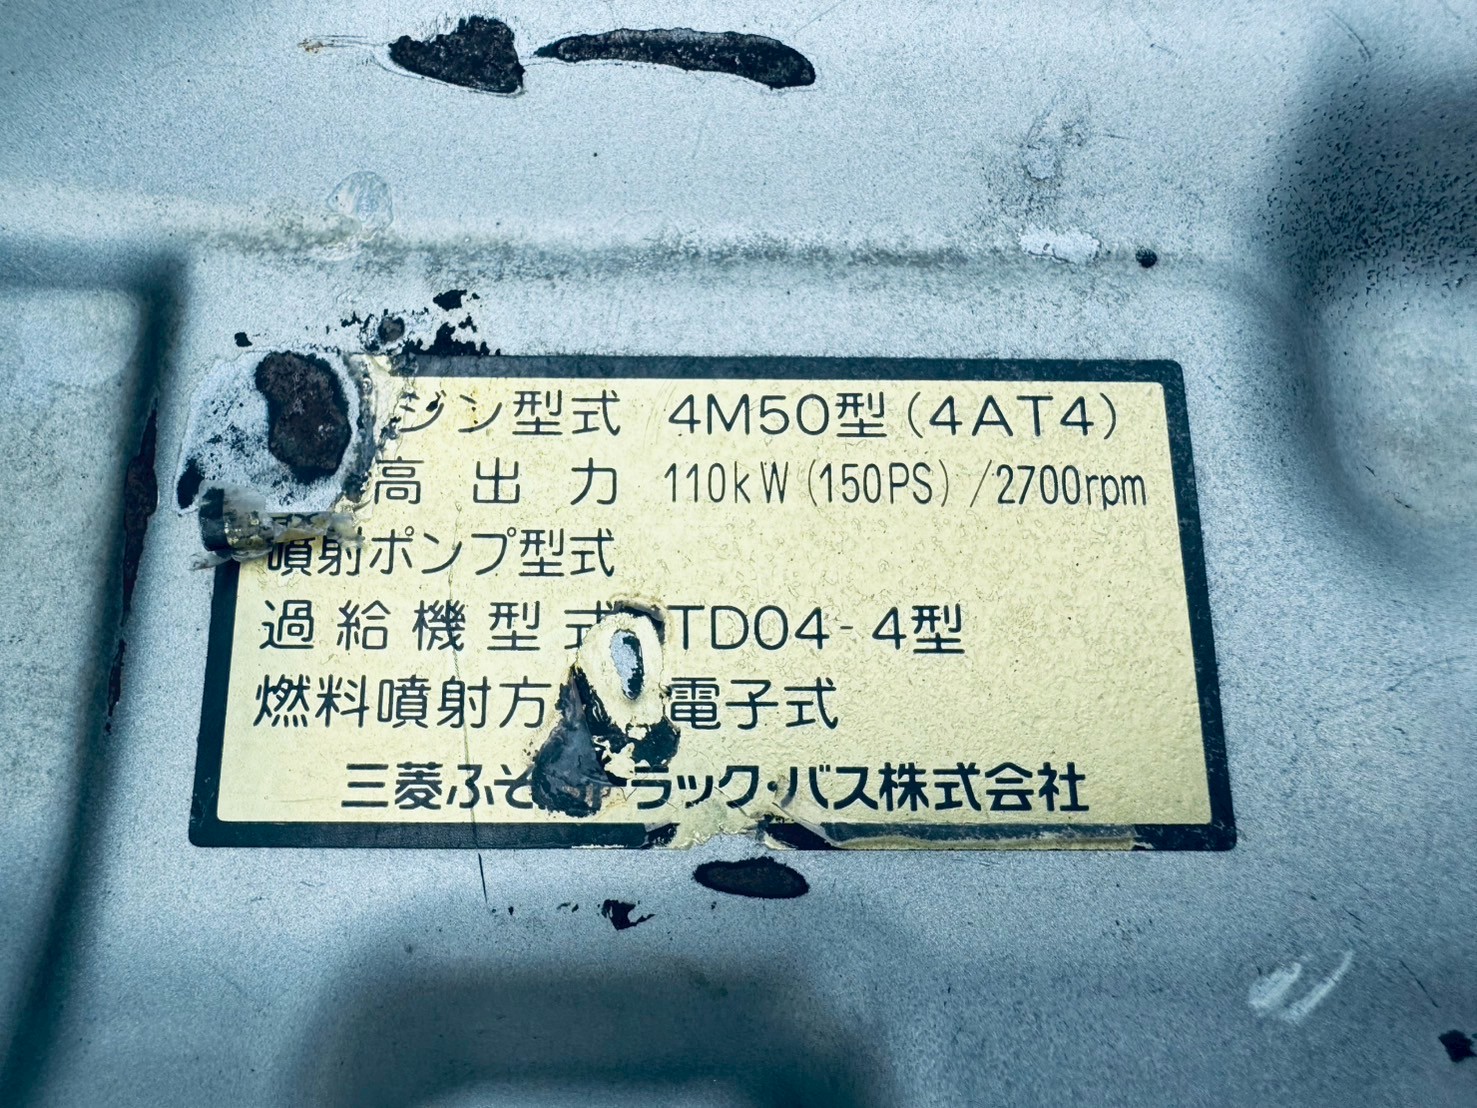 ジン型式 4M50型(4AT4)
高出力 110kW(150PS)/2700rpm
噴射ポンプ型式
過給機型式 TD04-4型
燃料噴射方 電子式
三菱ふそ トラック・バス株式会社